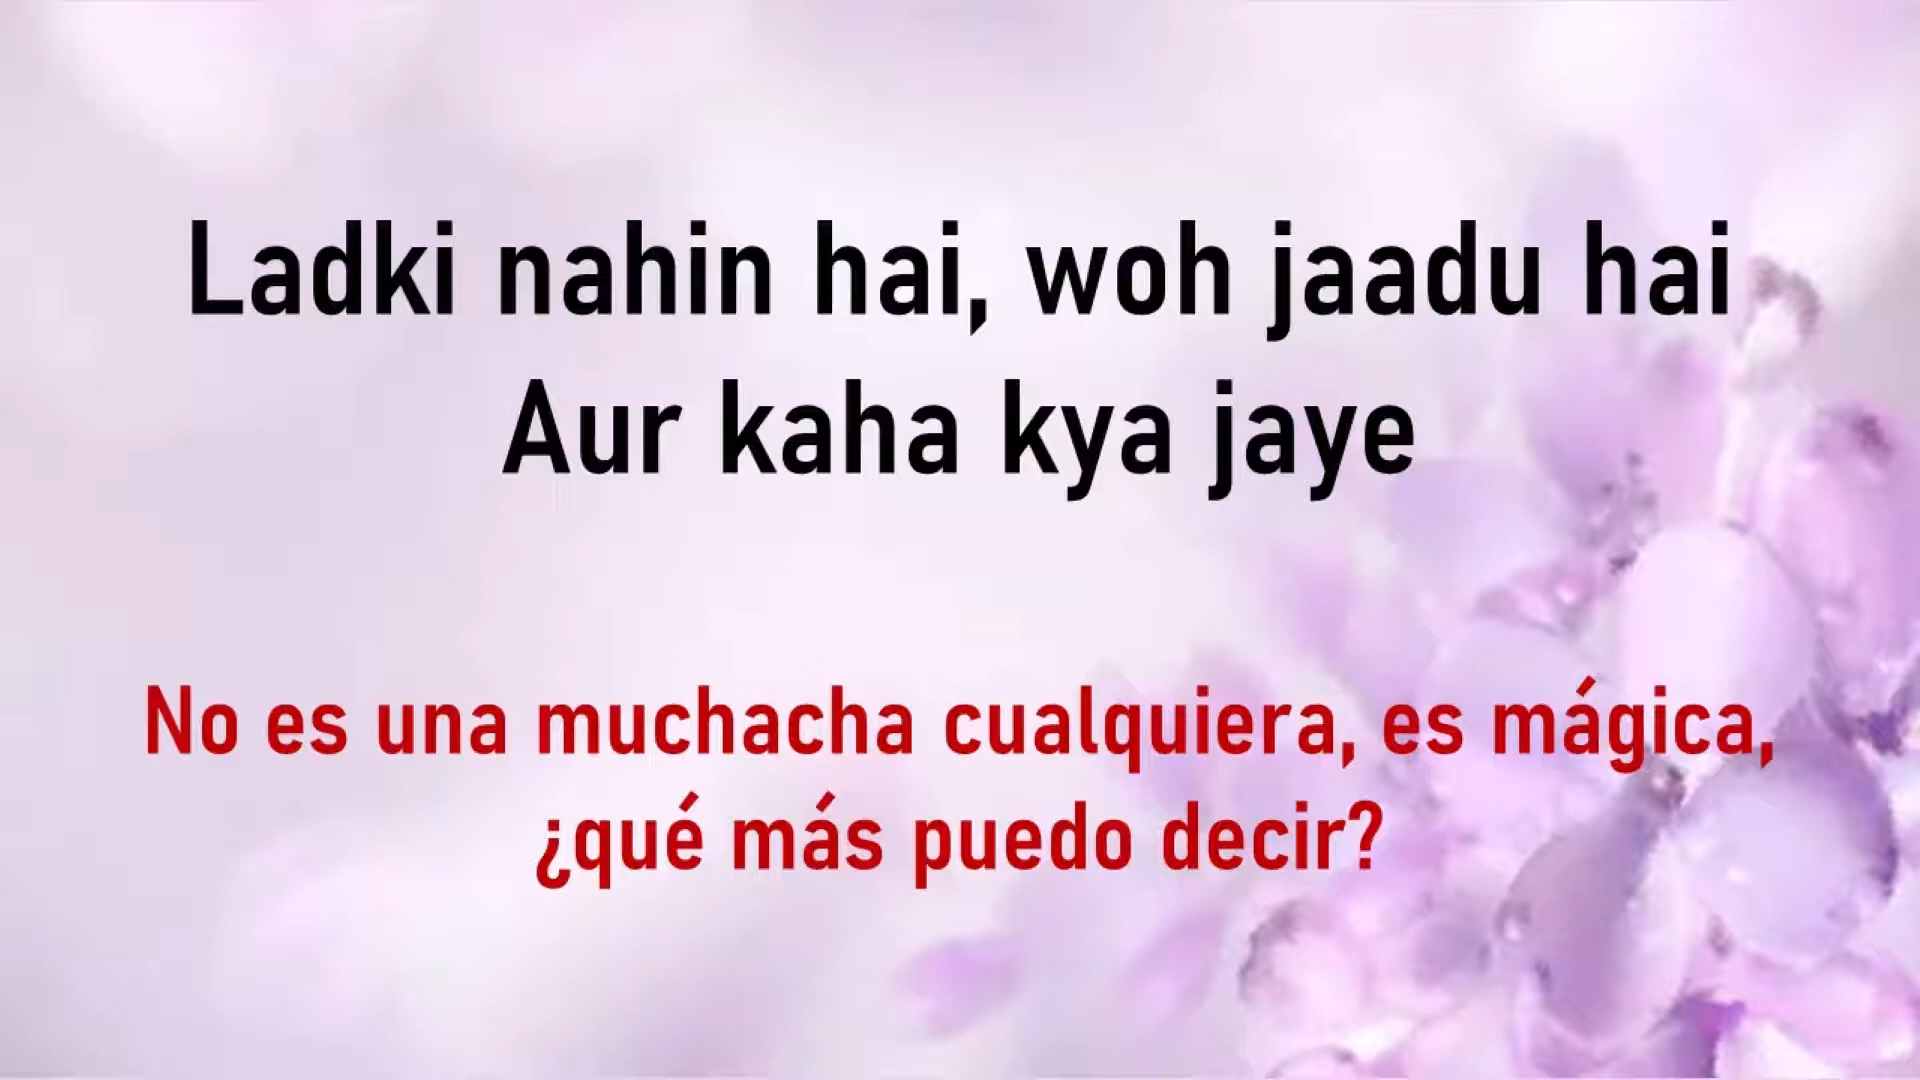 Ladki nahin hai, woh jaadu hai
Aur kaha kya jaye
No es una muchacha cualquiera, es mágica,
¿qué más puedo decir?